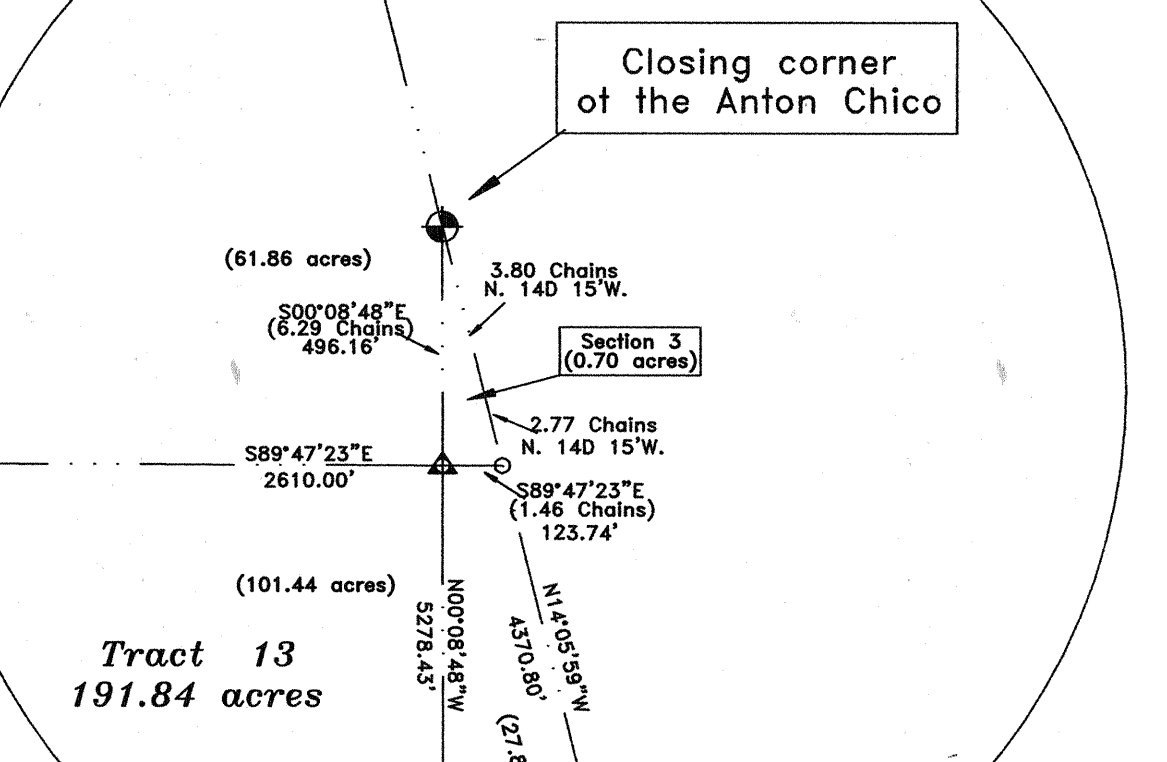 Closing corner
ot the Anton Chico
(61.86 acres)
3.80 Chains
N. 14D 15'W.
S00°08'48"E
(6.29 Chains)
496.16'
Section 3
(0.70 acres)
2.77 Chains
N. 14D 15'W.
S89°47'23"E
2610.00'
S89°47'23"E
(1.46 Chains)
123.74'
(101.44 acres)
N00°08'48"W
5278.43'
N14°05'59"W
4370.80'
(27.8
Tract 13
191.84 acres